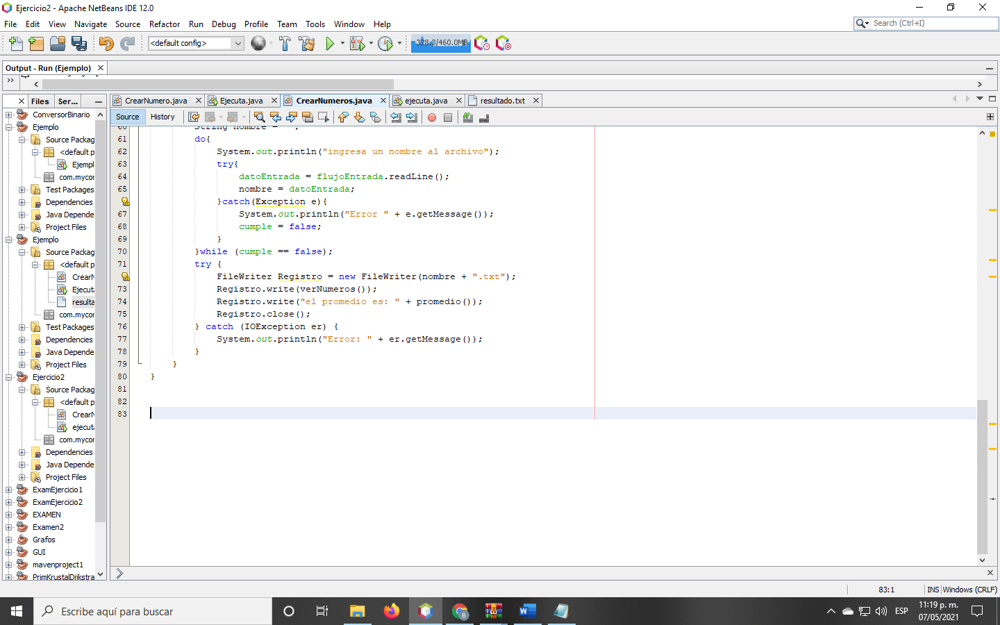 Ejercicio2 - Apache NetBeans IDE 12.0
File Edit View Navigate Source Refactor Run Debug Profile Team Tools Window Help
Search (Ctrl+I)
<default config>
328.3/460.0MB
Output - Run (Ejemplo)
Files Ser...
CrearNumero.java Ejecuta.java CrearNumeros.java ejecuta.java resultado.txt
Source History
ConversorBinario
Ejemplo
Source Packag
<default p
Ejempl
com.mycor
Test Packages
Dependencies
Java Depende
Project Files
Ejemplo
Source Packag
<default p
CrearN
Ejecuta
resulta
com.mycor
Test Packages
Dependencies
Java Depende
Project Files
Ejercicio2
Source Packag
<default p
CrearN
ejecuta
com.mycor
Dependencies
Java Depende
Project Files
ExamEjercicio1
ExamEjercicio2
EXAMEN
Examen2
Grafos
GUI
mavenproject1
PrimKrustalDijkstra
60 String nombre = "";
61 do{
62 System.out.println("ingresa un nombre al archivo");
63 try{
64 datoEntrada = flujoEntrada.readLine();
65 nombre = datoEntrada;
}catch(Exception e){
67 System.out.println("Error " + e.getMessage());
68 cumple = false;
69 }
70 }while (cumple == false);
71 try {
FileWriter Registro = new FileWriter(nombre + ".txt");
73 Registro.write(verNumeros());
74 Registro.write("el promedio es: " + promedio());
75 Registro.close();
76 } catch (IOException er) {
77 System.out.println("Error: " + er.getMessage());
78 }
79 }
80 }
81
82
83
83:1 INS Windows (CRLF)
Escribe aquí para buscar
ESP
11:19 p. m.
07/05/2021